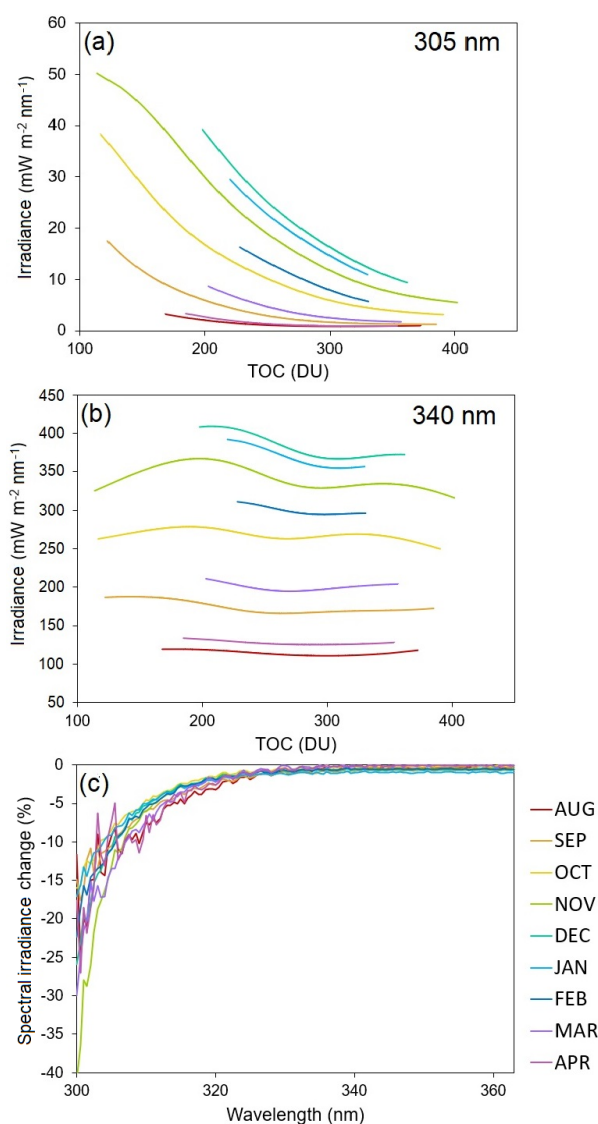 (a) 305 nm
Irradiance (mW m⁻² nm⁻¹)
60
50
40
30
20
10
0
100 200 300 400
TOC (DU)
(b) 340 nm
Irradiance (mW m⁻² nm⁻¹)
450
400
350
300
250
200
150
100
50
100 200 300 400
TOC (DU)
(c)
Spectral irradiance change (%)
0
-5
-10
-15
-20
-25
-30
-35
-40
300 320 340 360
Wavelength (nm)
AUG
SEP
OCT
NOV
DEC
JAN
FEB
MAR
APR